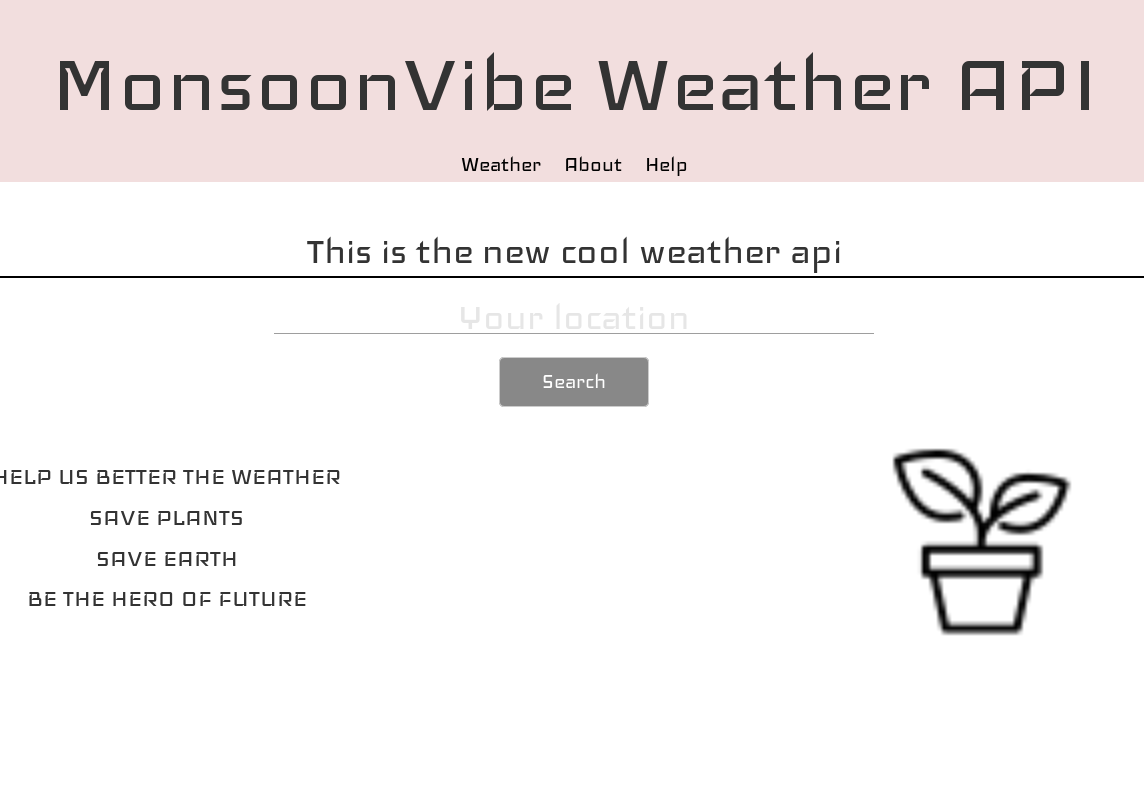 MonsoonVibe Weather API
Weather About Help
This is the new cool weather api
Your location
Search
HELP US BETTER THE WEATHER
SAVE PLANTS
SAVE EARTH
BE THE HERO OF FUTURE